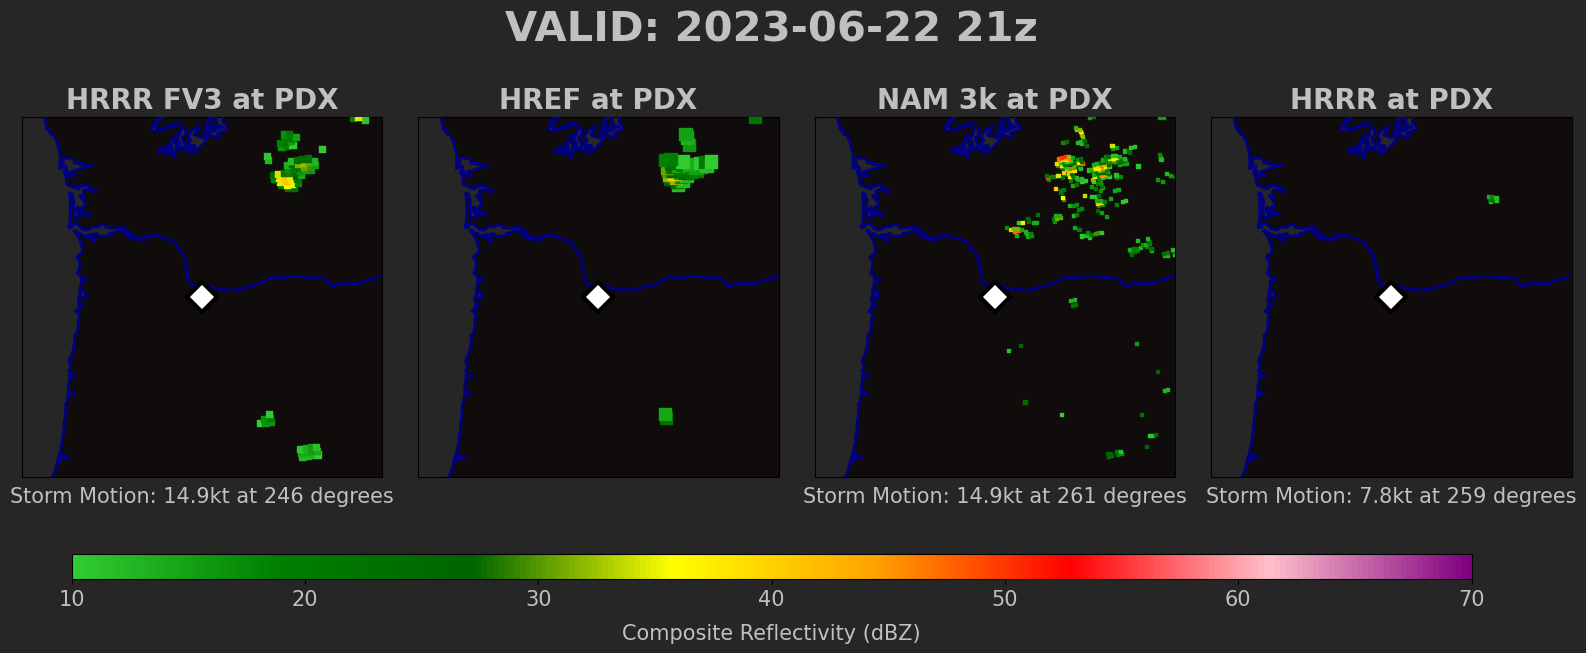 VALID: 2023-06-22 21z
HRRR FV3 at PDX
HREF at PDX
NAM 3k at PDX
HRRR at PDX
Storm Motion: 14.9kt at 246 degrees
Storm Motion: 14.9kt at 261 degrees
Storm Motion: 7.8kt at 259 degrees
10 20 30 40 50 60 70
Composite Reflectivity (dBZ)